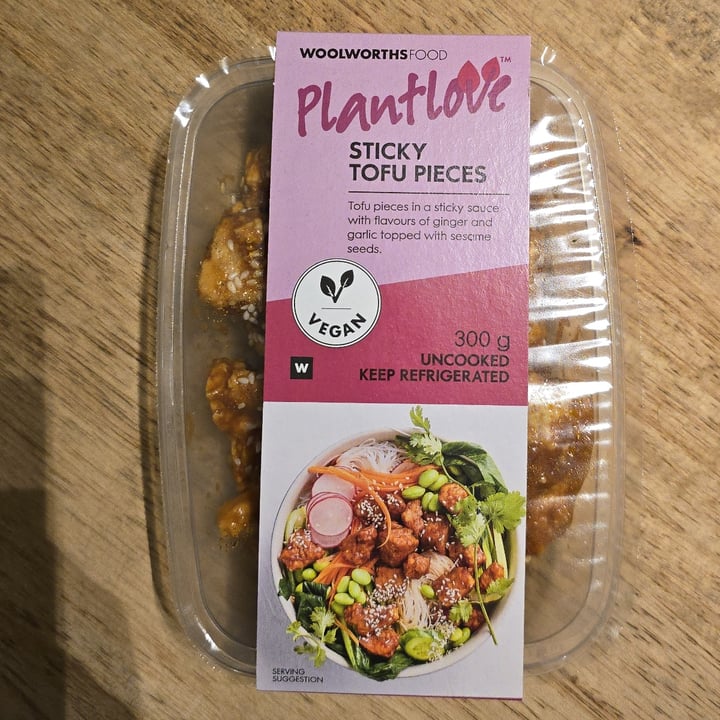 WOOLWORTHSFOOD
Plantlove™
STICKY
TOFU PIECES
Tofu pieces in a sticky sauce
with flavours of ginger and
garlic topped with sesame
seeds.
VEGAN
300 g
UNCOOKED
KEEP REFRIGERATED
W
SERVING
SUGGESTION